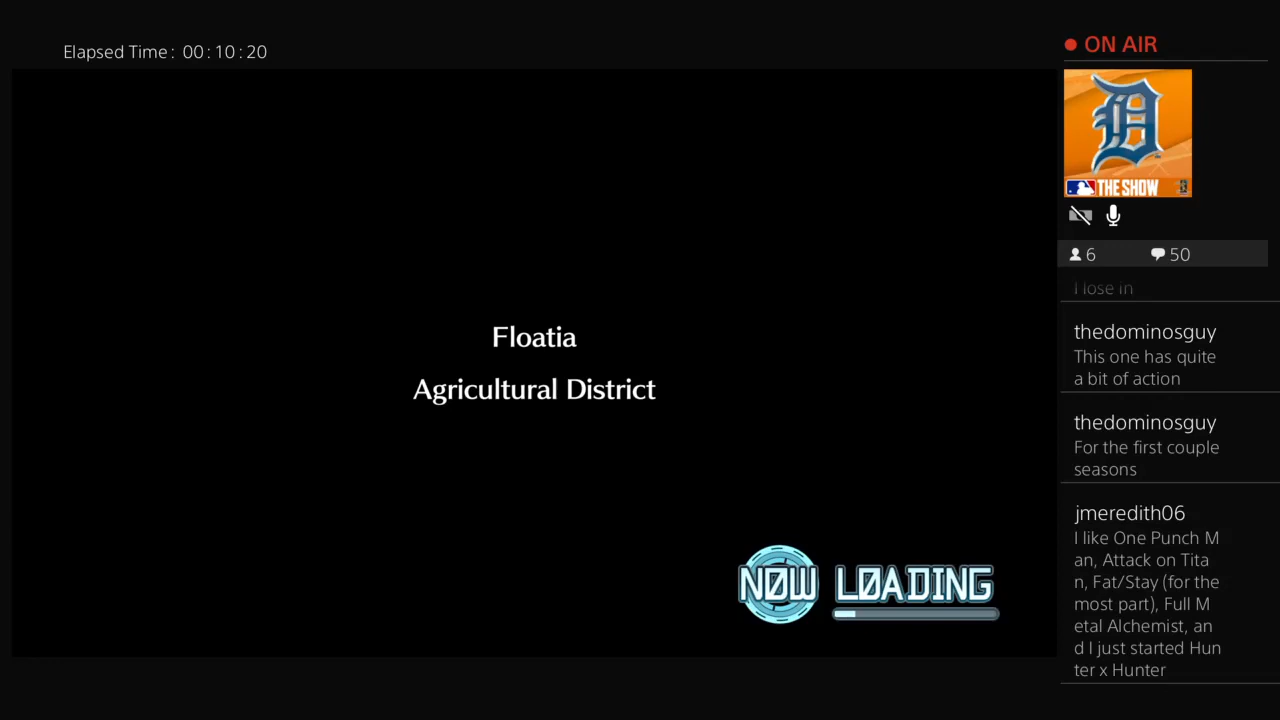 Elapsed Time: 00:10:20
ON AIR
D
THE SHOW
6
50
I lose in
thedominosguy
This one has quite
a bit of action
thedominosguy
For the first couple
seasons
Floatia
Agricultural District
jmeredith06
I like One Punch M
an, Attack on Tita
n, Fat/Stay (for the
most part), Full M
etal Alchemist, an
d I just started Hun
ter x Hunter
NOW LOADING